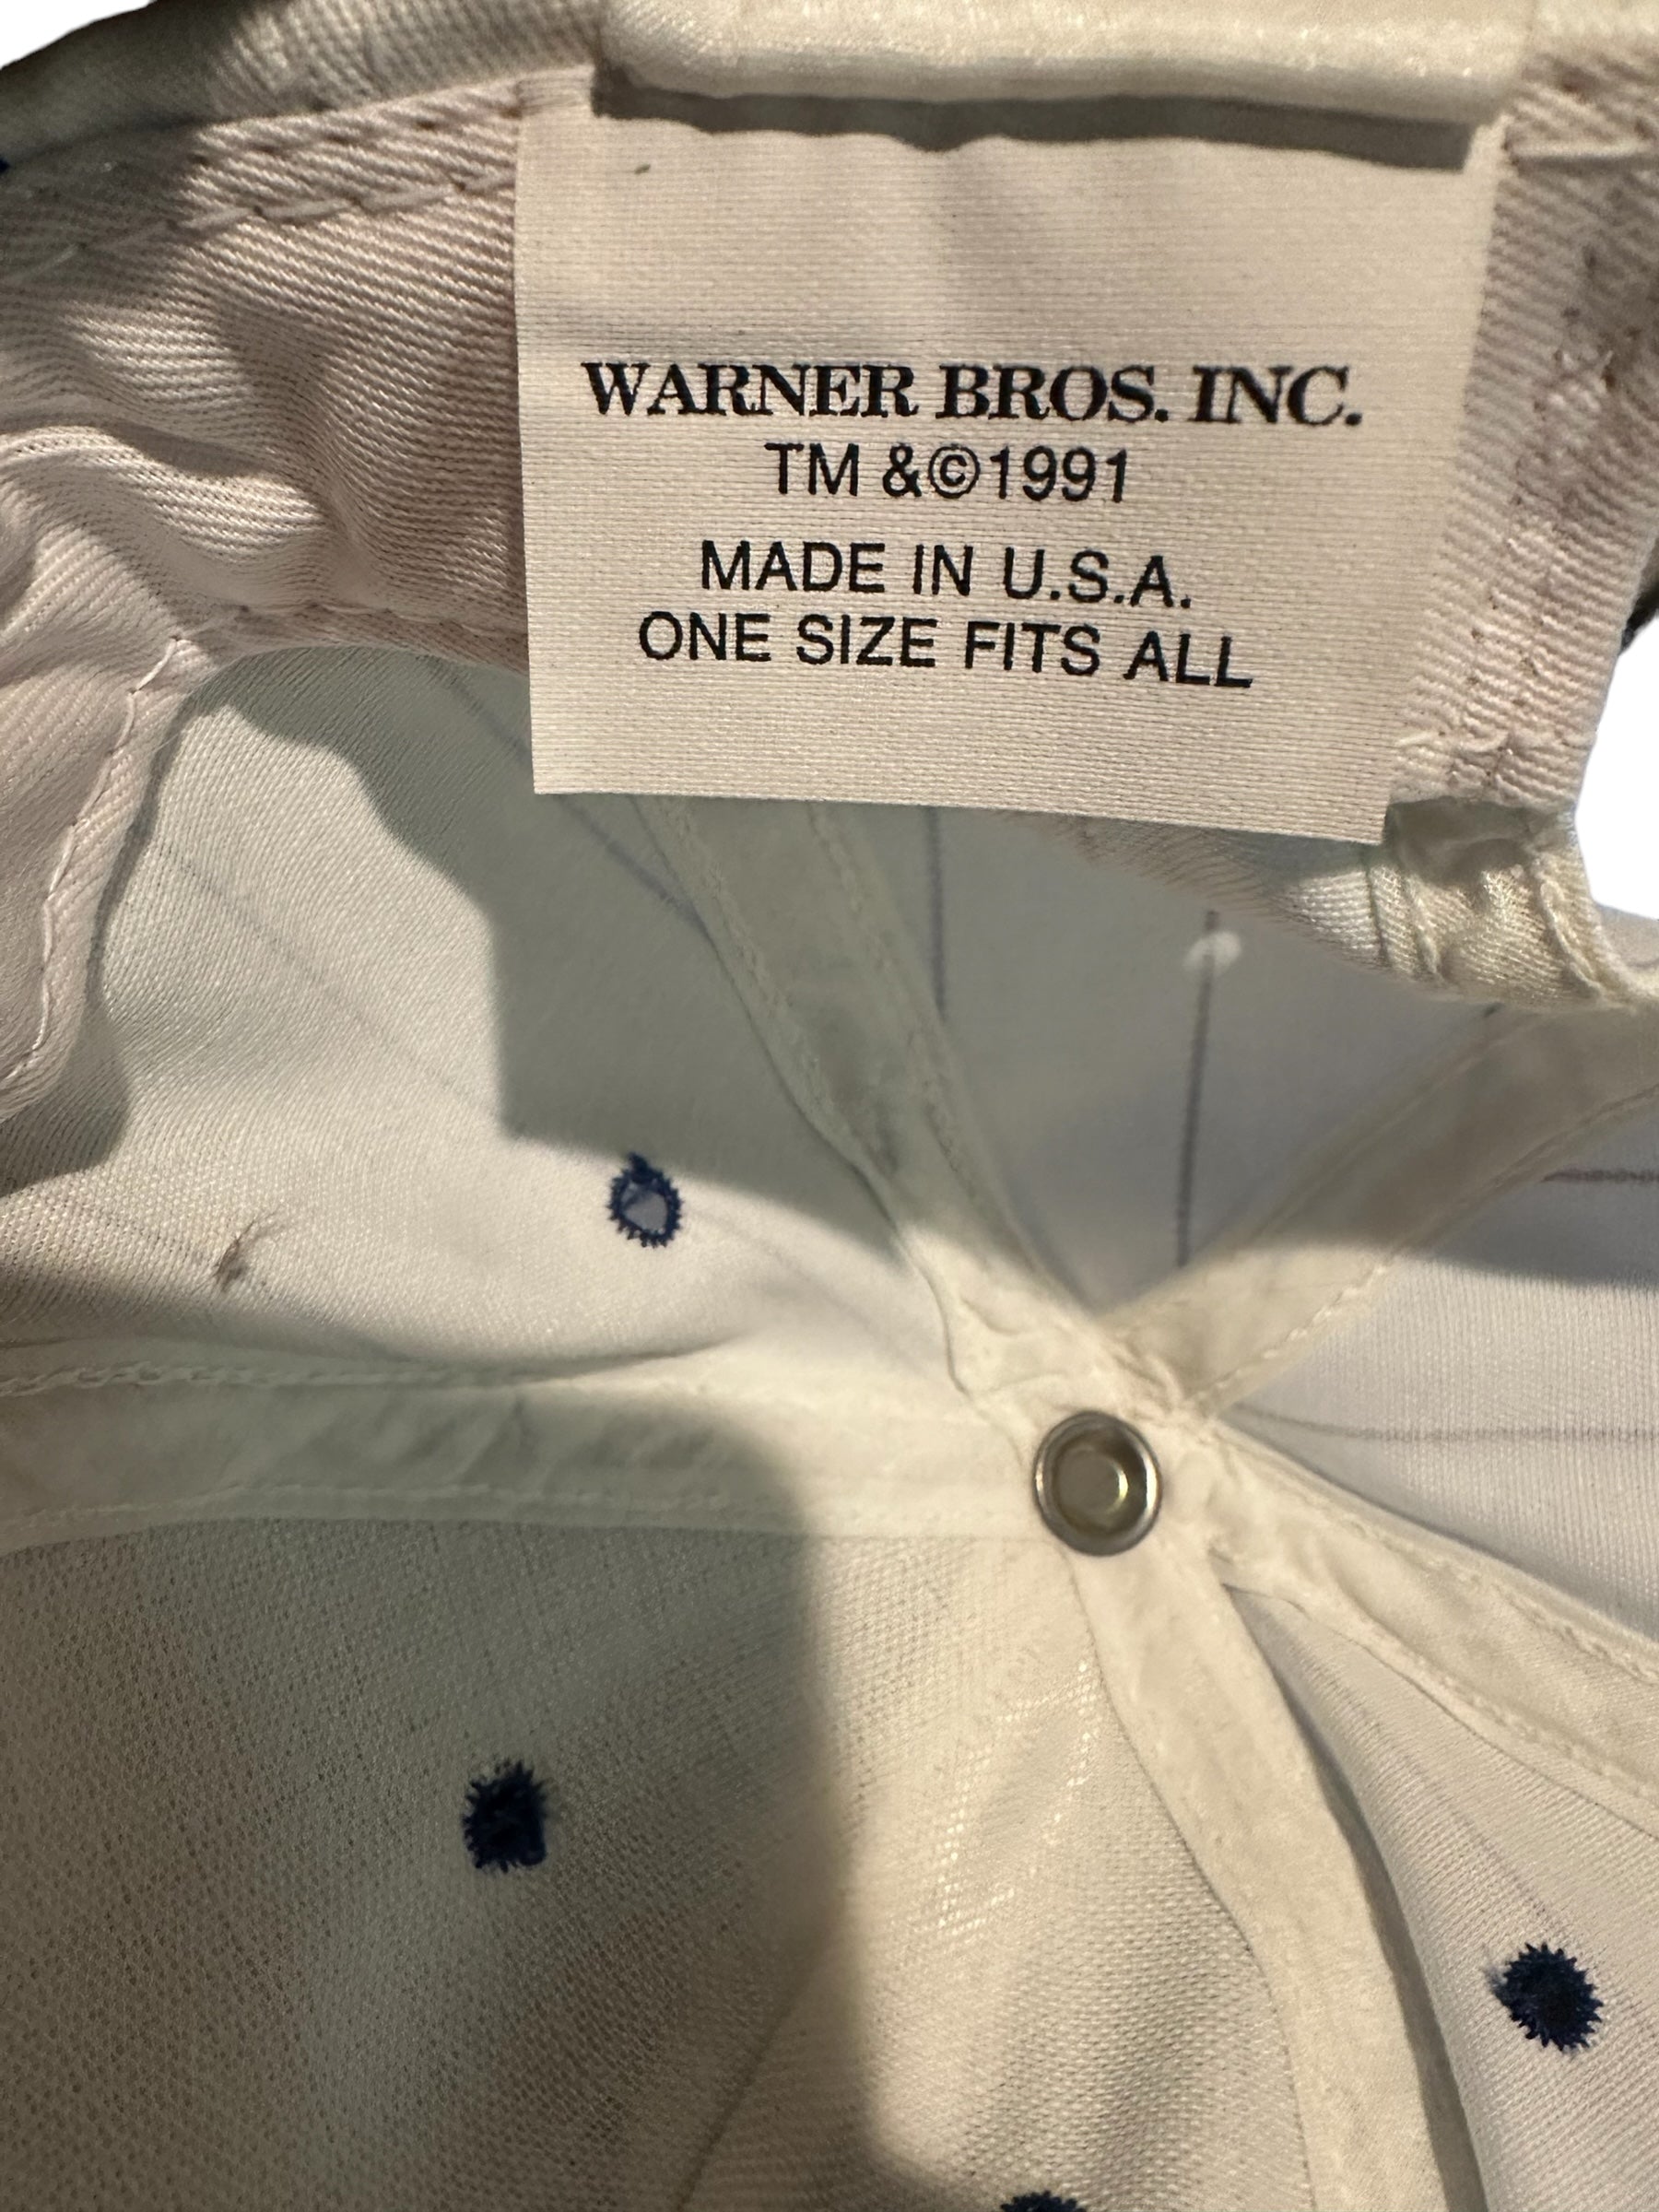 WARNER BROS. INC.
TM &©1991
MADE IN U.S.A.
ONE SIZE FITS ALL